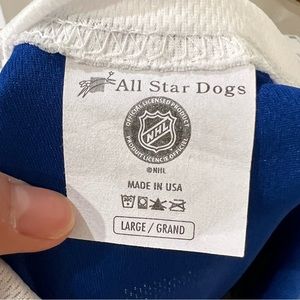 All Star Dogs
OFFICIAL LICENSED PRODUCT
NHL
PRODUIT LICENCIÉ OFFICIEL
©NHL
MADE IN USA
LARGE / GRAND